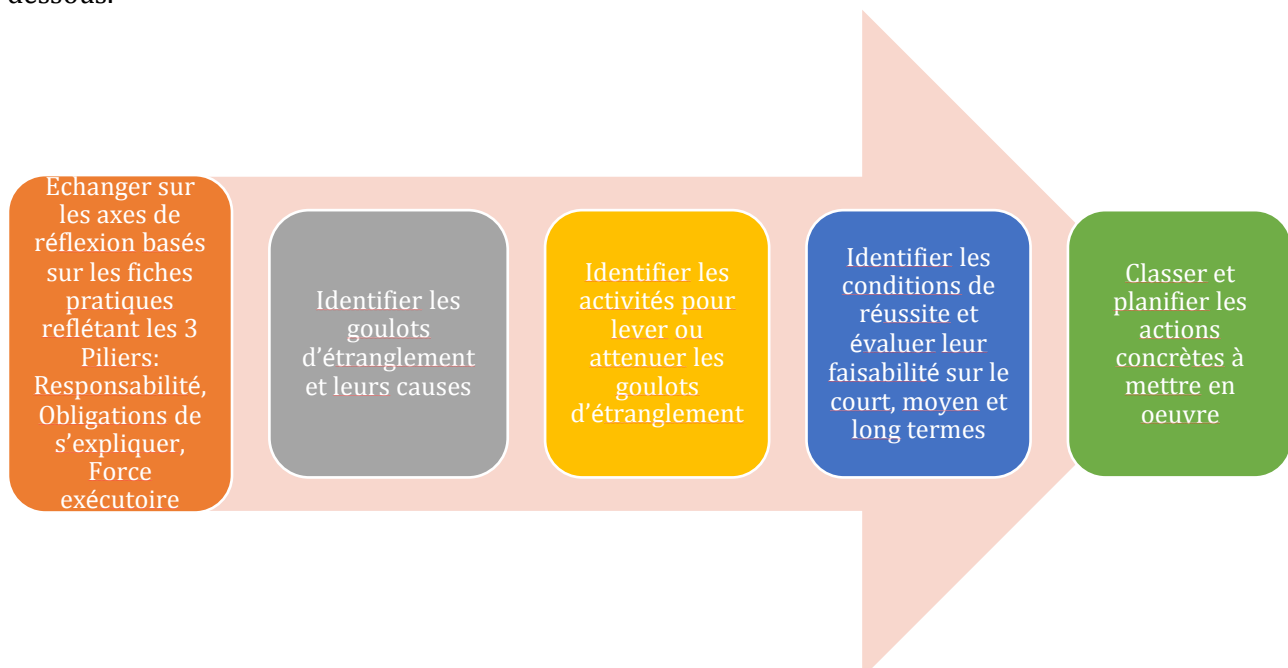 dessous.
Echanger sur
les axes de
réflexion basés
sur les fiches
pratiques
reflétant les 3
Piliers:
Responsabilité,
Obligations de
s’expliquer,
Force
exécutoire
Identifier les
goulots
d’étranglement
et leurs causes
Identifier les
activités pour
lever ou
attenuer les
goulots
d’étranglement
Identifier les
conditions de
réussite et
évaluer leur
faisabilité sur le
court, moyen et
long termes
Classer et
planifier les
actions
concrètes à
mettre en
oeuvre